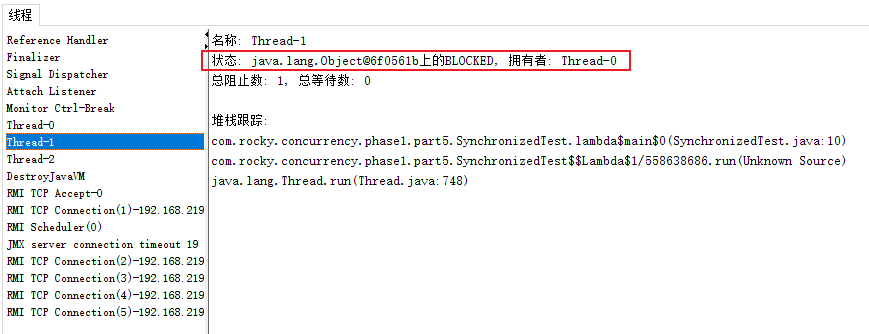 线程
Reference Handler
Finalizer
Signal Dispatcher
Attach Listener
Monitor Ctrl-Break
Thread-0
Thread-1
Thread-2
DestroyJavaVM
RMI TCP Accept-0
RMI TCP Connection(1)-192.168.219
RMI Scheduler(0)
JMX server connection timeout 19
RMI TCP Connection(2)-192.168.219
RMI TCP Connection(3)-192.168.219
RMI TCP Connection(4)-192.168.219
RMI TCP Connection(5)-192.168.219
名称: Thread-1
状态: java.lang.Object@6f0561b上的BLOCKED, 拥有者: Thread-0
总阻止数: 1, 总等待数: 0
堆栈跟踪:
com.rocky.concurrency.phase1.part5.SynchronizedTest.lambda$main$0(SynchronizedTest.java:10)
com.rocky.concurrency.phase1.part5.SynchronizedTest$$Lambda$1/558638686.run(Unknown Source)
java.lang.Thread.run(Thread.java:748)